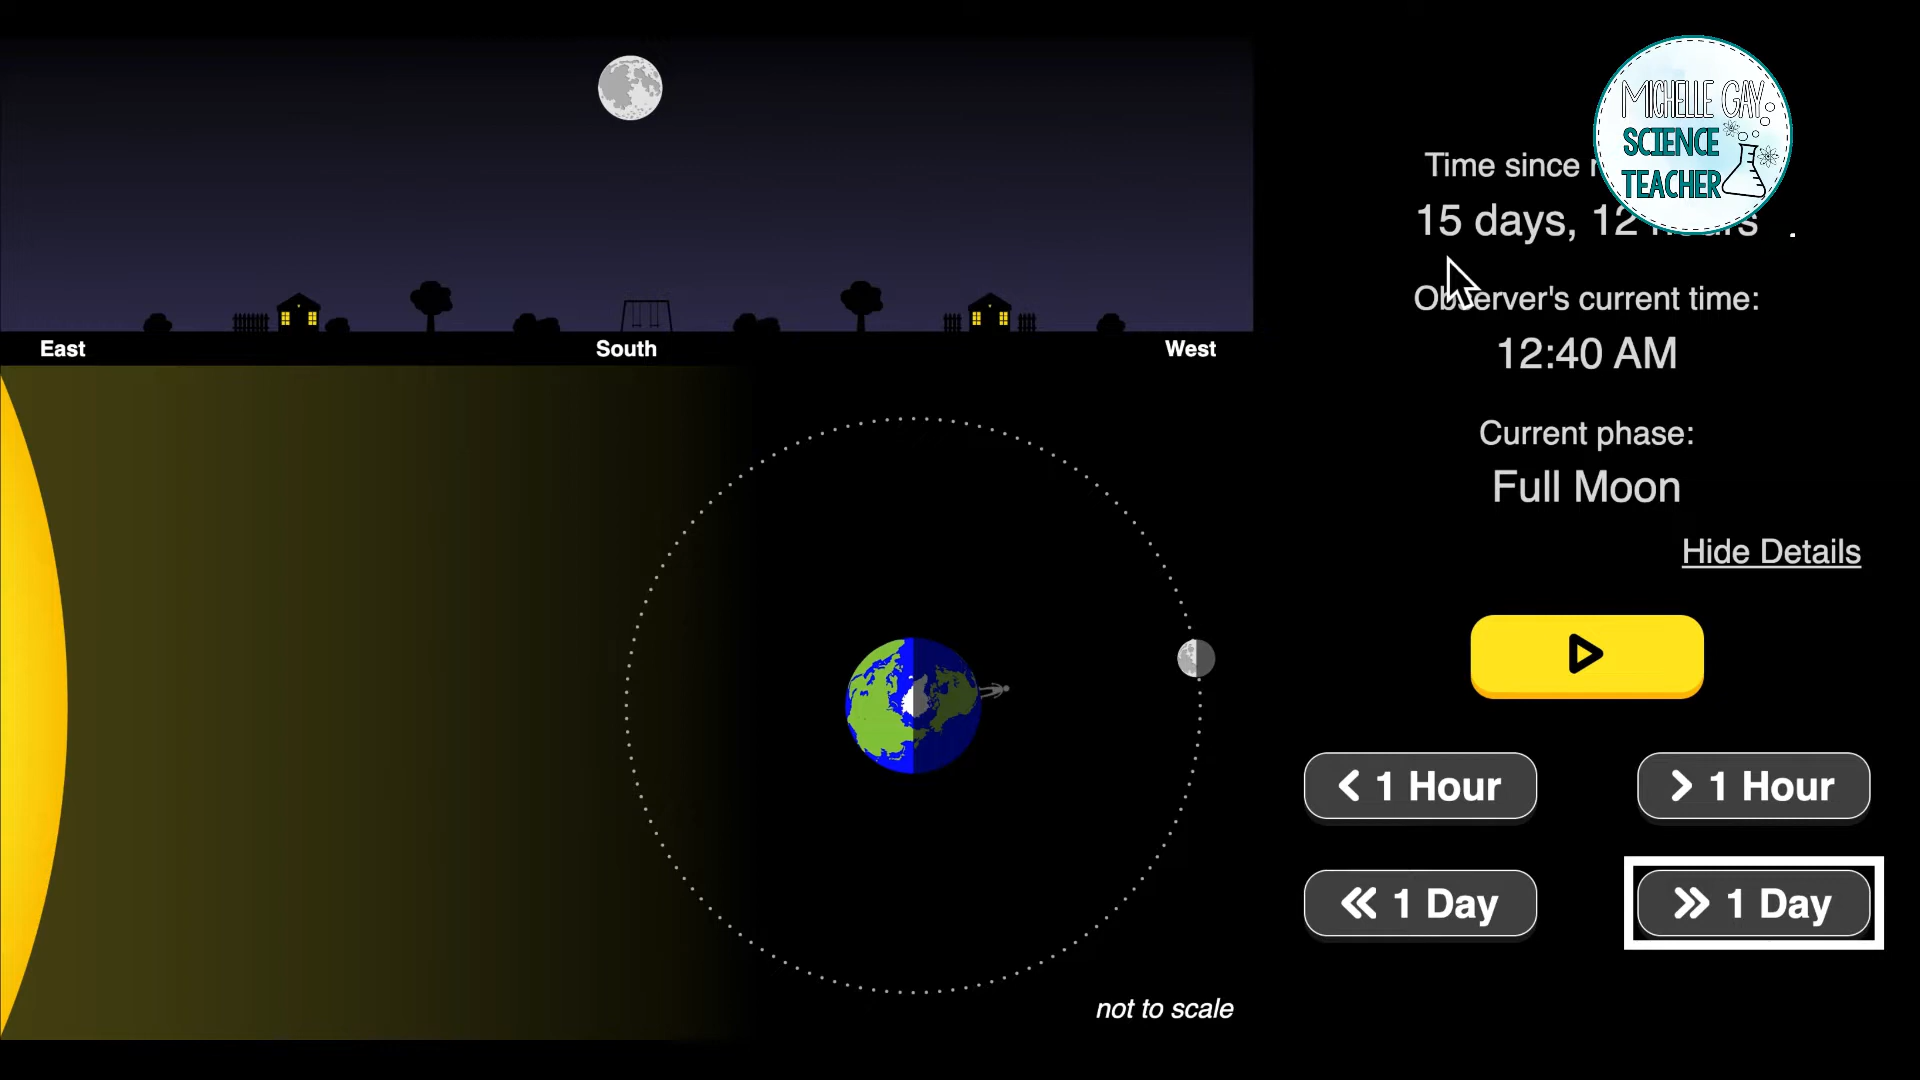 MICHELLE GAY
SCIENCE
TEACHER
Time since
15 days, 12
Observer's current time:
12:40 AM
Current phase:
Full Moon
Hide Details
East
South
West
1 Hour
1 Hour
1 Day
1 Day
not to scale